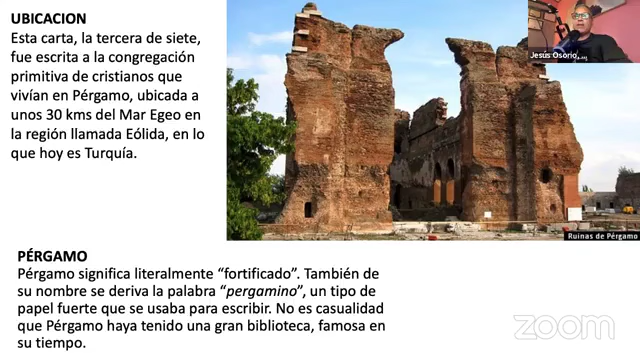 UBICACION
Esta carta, la tercera de siete,
fue escrita a la congregación
primitiva de cristianos que
vivían en Pérgamo, ubicada a
unos 30 kms del Mar Egeo en
la región llamada Eólida, en lo
que hoy es Turquía.
Jesús Osorio
Ruinas de Pérgamo
PÉRGAMO
Pérgamo significa literalmente “fortificado”. También de
su nombre se deriva la palabra “pergamino”, un tipo de
papel fuerte que se usaba para escribir. No es casualidad
que Pérgamo haya tenido una gran biblioteca, famosa en
su tiempo.
zoom